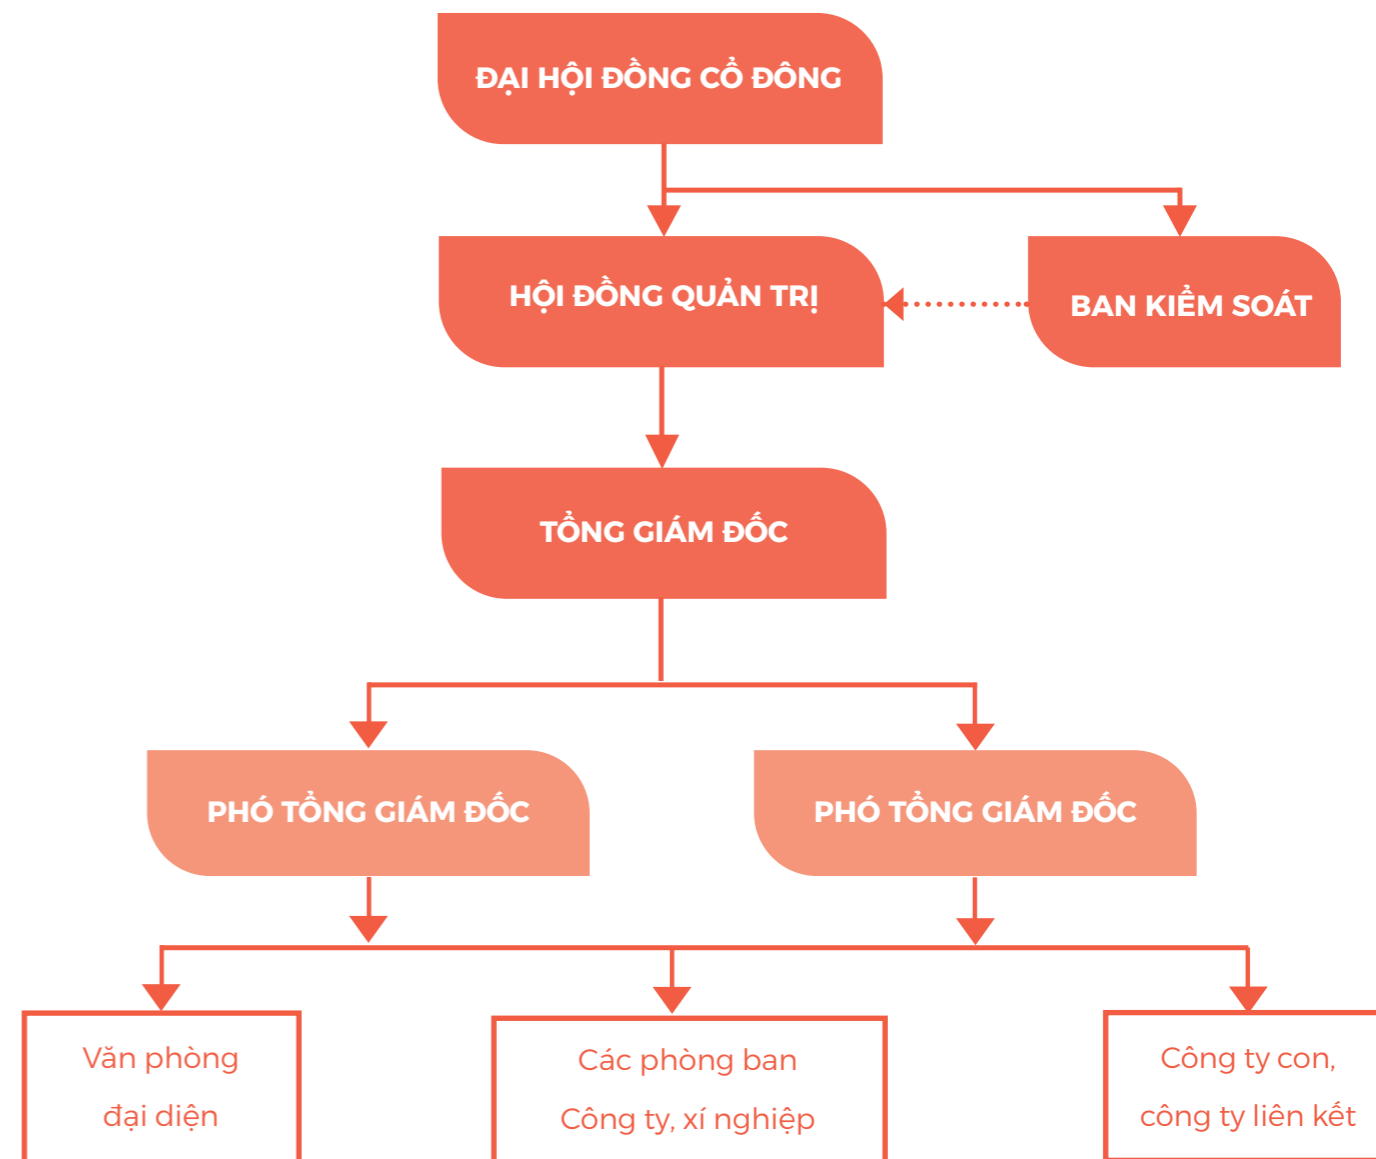 ĐẠI HỘI ĐỒNG CỔ ĐÔNG
HỘI ĐỒNG QUẢN TRỊ
BAN KIỂM SOÁT
TỔNG GIÁM ĐỐC
PHÓ TỔNG GIÁM ĐỐC
PHÓ TỔNG GIÁM ĐỐC
Văn phòng
đại diện
Các phòng ban
Công ty, xí nghiệp
Công ty con,
công ty liên kết